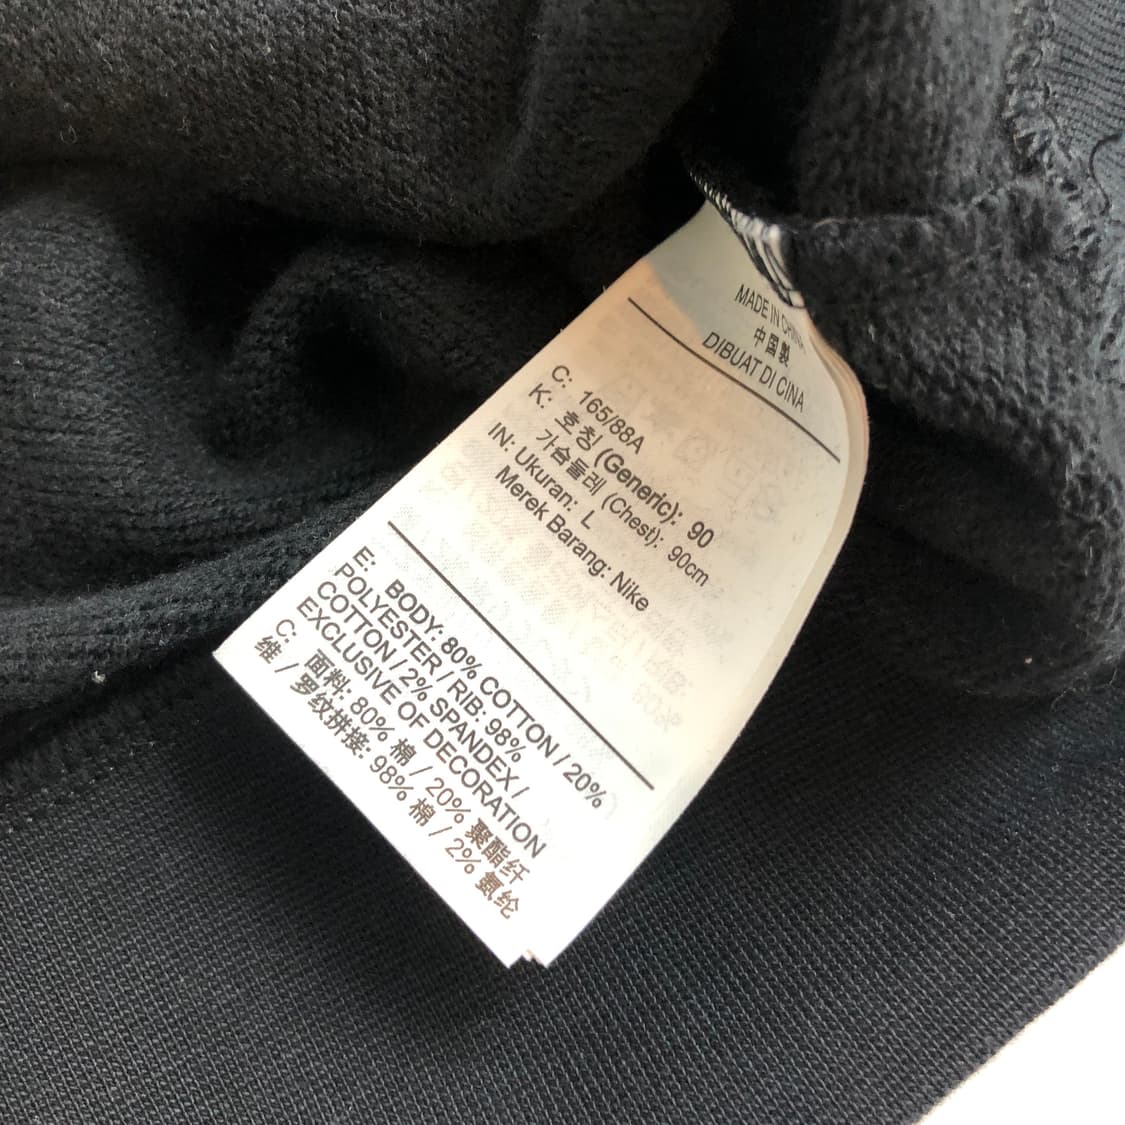 MADE IN CHINA
中国製
DIBUAT DI CINA
C: 165/88A
K: 호칭 (Generic): 90
가슴둘레 (Chest): 90cm
IN: Ukuran: L
Merek Barang: Nike
E: BODY: 80% COTTON / 20%
POLYESTER / RIB: 98%
COTTON / 2% SPANDEX /
EXCLUSIVE OF DECORATION
C: 面料: 80% 棉 / 20% 聚酯纤
维 / 罗纹拼接: 98% 棉 / 2% 氨纶